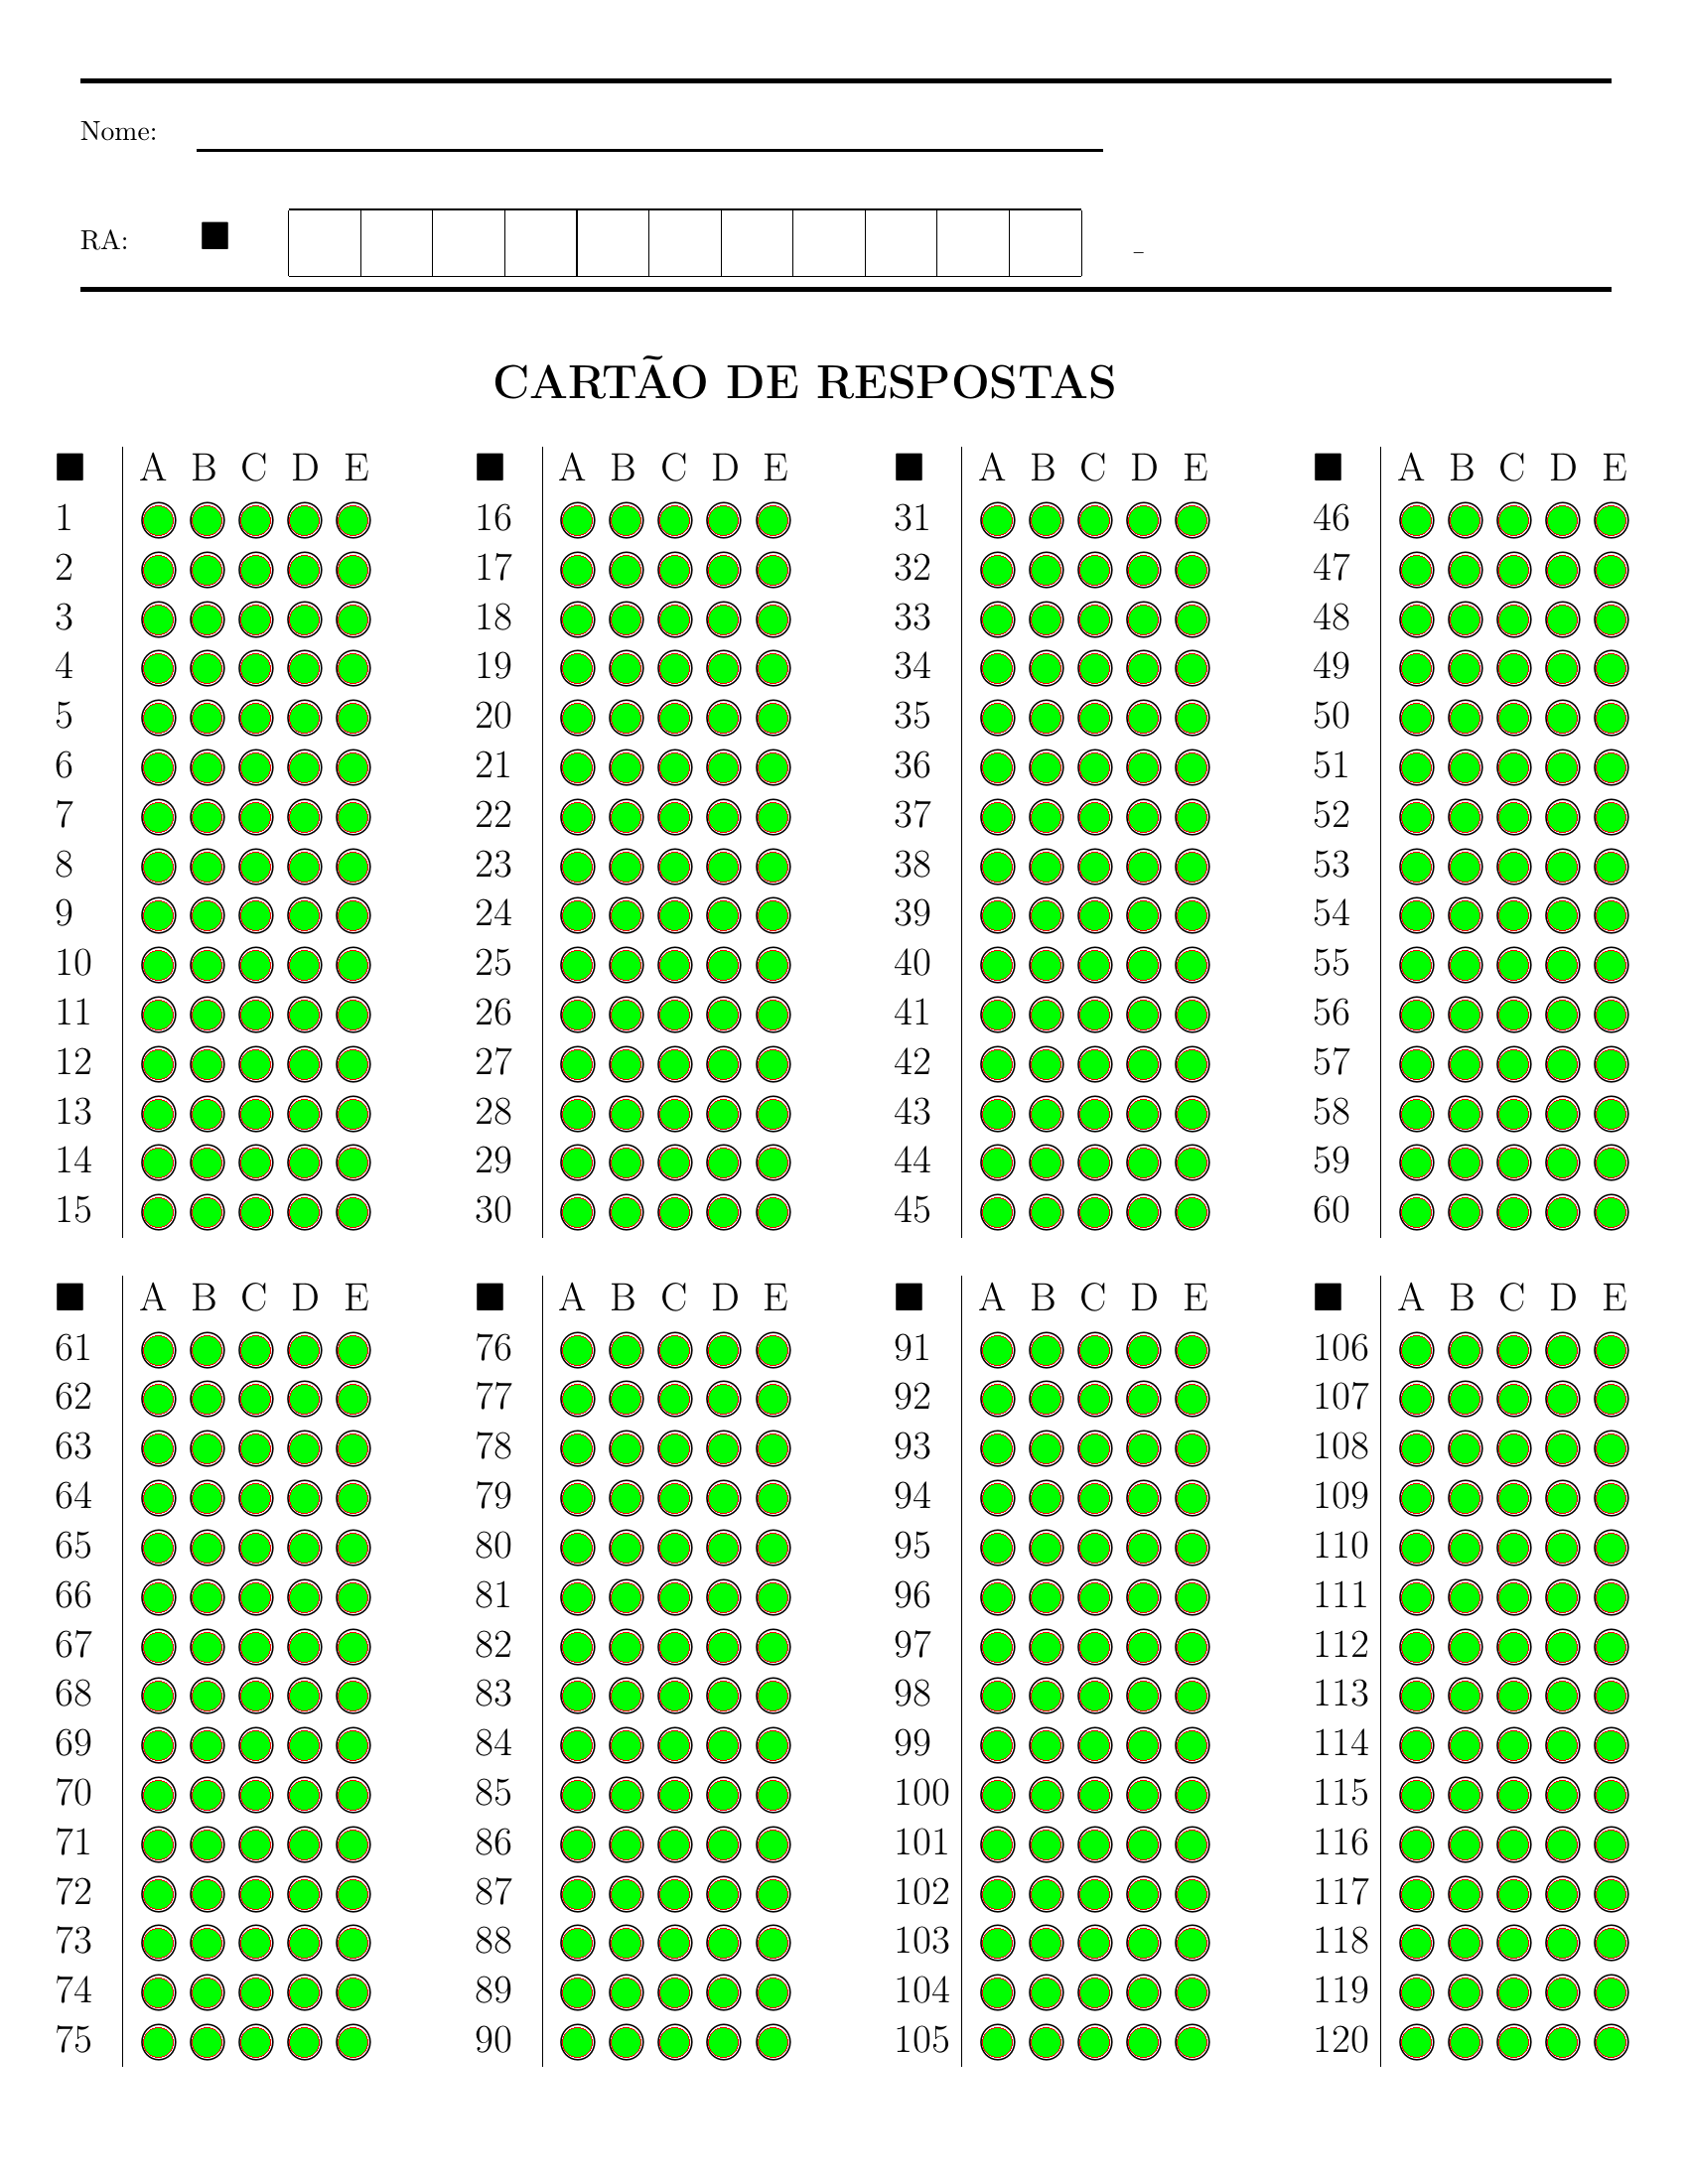 Nome:
RA: _
CARTÃO DE RESPOSTAS
A B C D E A B C D E A B C D E A B C D E
1 16 31 46
2 17 32 47
3 18 33 48
4 19 34 49
5 20 35 50
6 21 36 51
7 22 37 52
8 23 38 53
9 24 39 54
10 25 40 55
11 26 41 56
12 27 42 57
13 28 43 58
14 29 44 59
15 30 45 60
A B C D E A B C D E A B C D E A B C D E
61 76 91 106
62 77 92 107
63 78 93 108
64 79 94 109
65 80 95 110
66 81 96 111
67 82 97 112
68 83 98 113
69 84 99 114
70 85 100 115
71 86 101 116
72 87 102 117
73 88 103 118
74 89 104 119
75 90 105 120